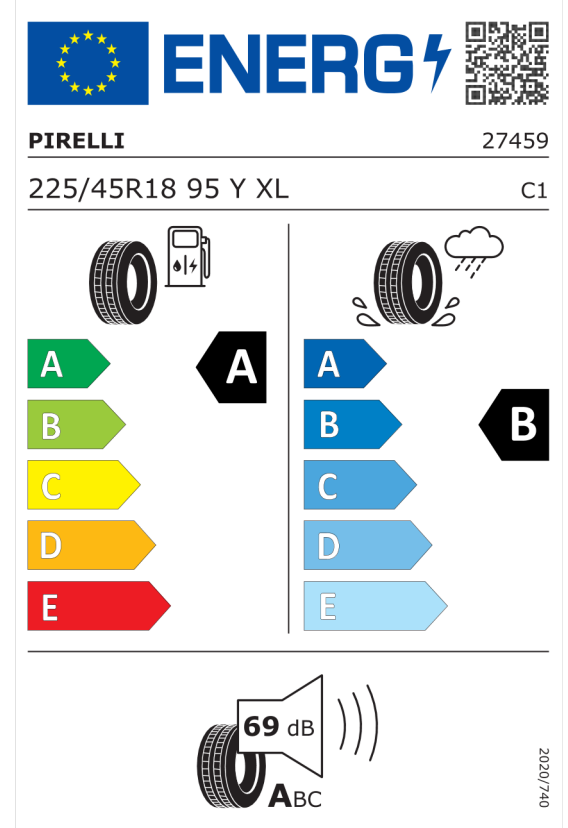 ENERG
PIRELLI 27459
225/45R18 95 Y XL C1
A A
B
C
D
E
A
B B
C
D
E
69 dB
ABC
2020/740